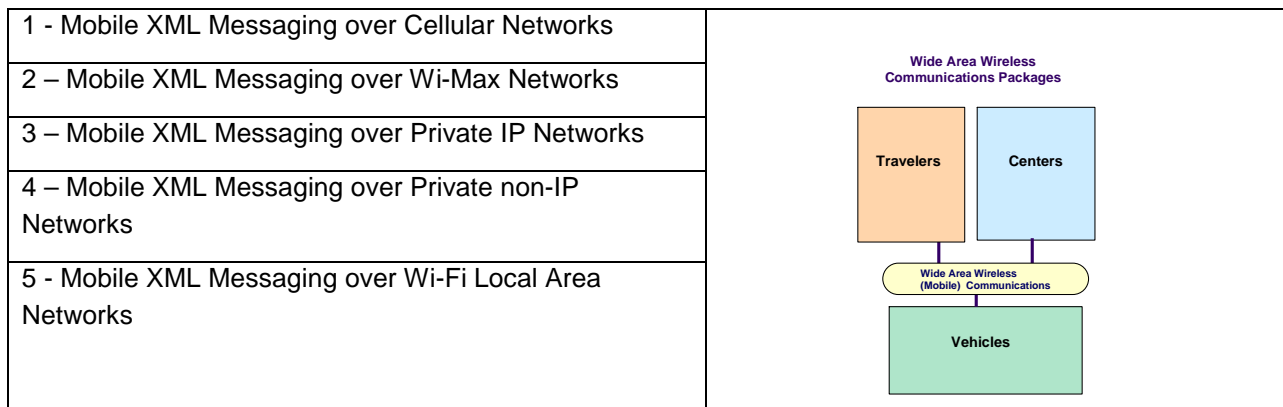 1 - Mobile XML Messaging over Cellular Networks
2 – Mobile XML Messaging over Wi-Max Networks
3 – Mobile XML Messaging over Private IP Networks
4 – Mobile XML Messaging over Private non-IP
Networks
5 - Mobile XML Messaging over Wi-Fi Local Area
Networks
Wide Area Wireless
Communications Packages
Travelers
Centers
Wide Area Wireless
(Mobile) Communications
Vehicles